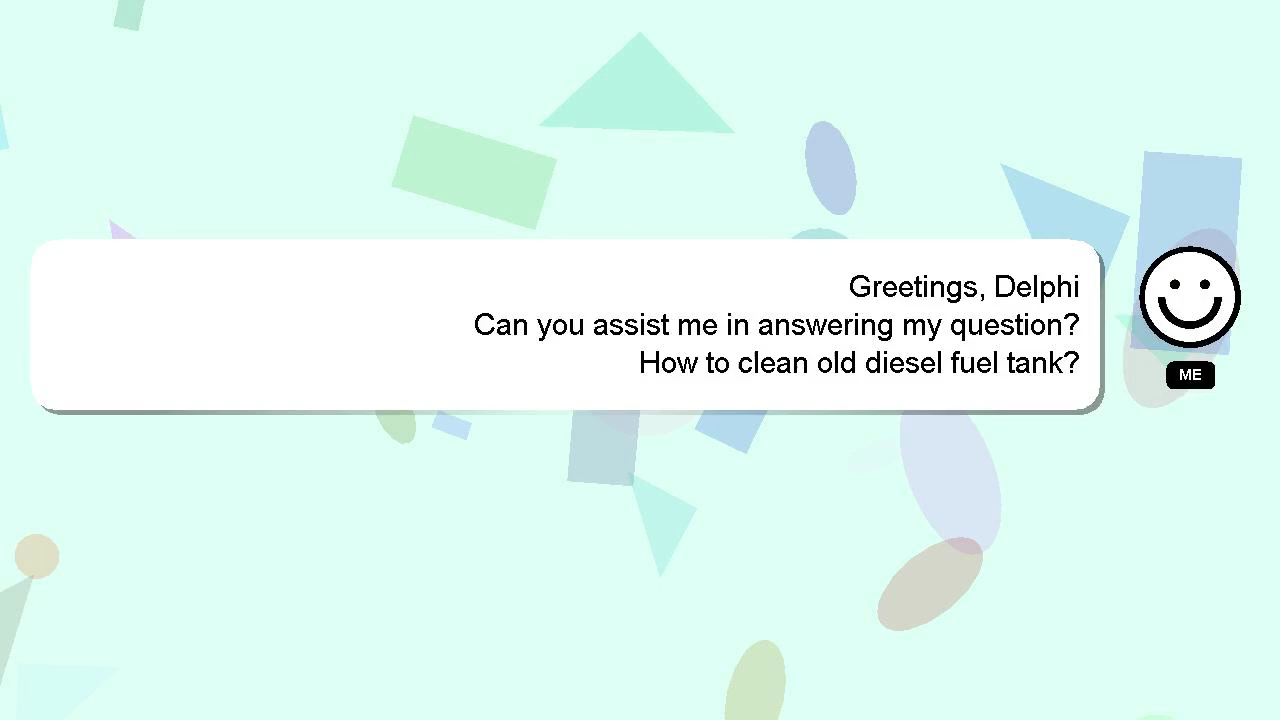 Greetings, Delphi
Can you assist me in answering my question?
How to clean old diesel fuel tank?
ME